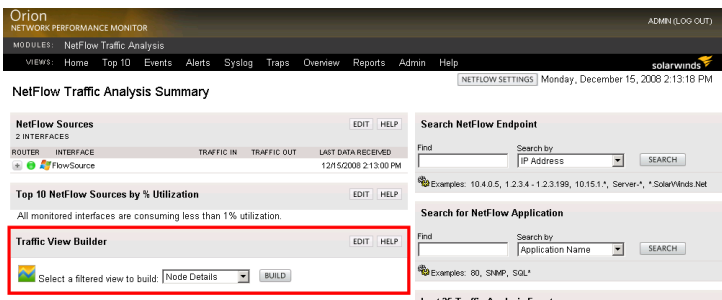 Orion
NETWORK PERFORMANCE MONITOR
ADMIN (LOG OUT)
MODULES: NetFlow Traffic Analysis
VIEWS: Home Top 10 Events Alerts Syslog Traps Overview Reports Admin Help
solarwinds
NETFLOW SETTINGS Monday, December 15, 2008 2:13:18 PM
NetFlow Traffic Analysis Summary
NetFlow Sources EDIT HELP
2 INTERFACES
ROUTER INTERFACE TRAFFIC IN TRAFFIC OUT LAST DATA RECEIVED
FlowSource 12/15/2008 2:13:00 PM
Top 10 NetFlow Sources by % Utilization EDIT HELP
All monitored interfaces are consuming less than 1% utilization.
Traffic View Builder EDIT HELP
Select a filtered view to build: Node Details BUILD
Search NetFlow Endpoint
Find Search by
IP Address SEARCH
Examples: 10.4.0.5, 1.2.3.4 - 1.2.3.199, 10.15.1.*, Server-*, *.SolarWinds.Net
Search for NetFlow Application
Find Search by
Application Name SEARCH
Examples: 80, SNMP, SGL*